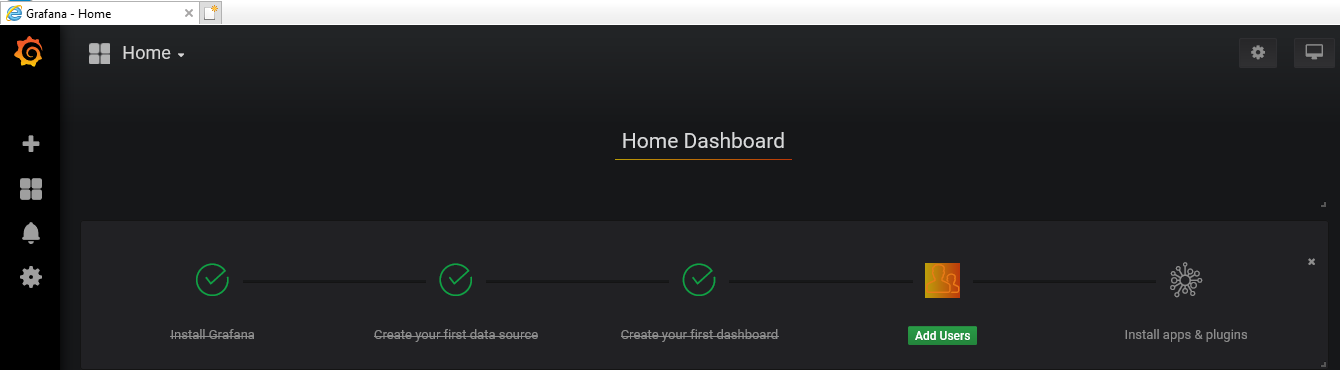 Grafana - Home
Home
Home Dashboard
Install Grafana
Create your first data source
Create your first dashboard
Add Users
Install apps & plugins